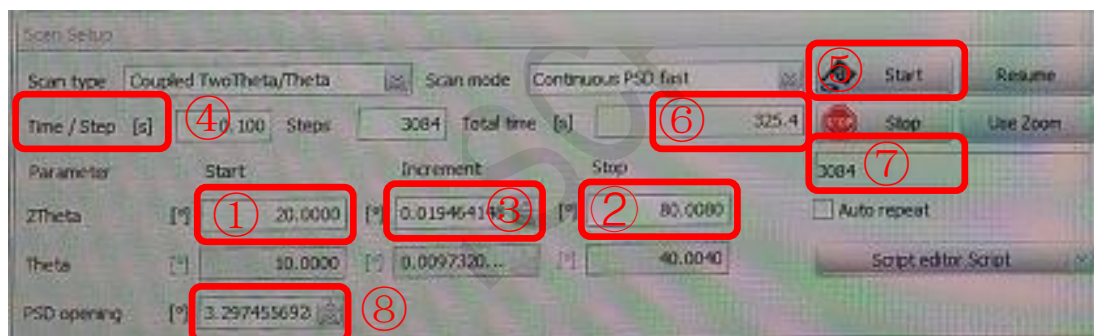 Scan Setup
Scan type Coupled TwoTheta/Theta Scan mode Continuous PSD fast ⑤ Start Resume
Time / Step [s] ④ 0.100 Steps 3084 Total time [s] ⑥ 325.4 STOP Stop Use Zoom
Parameter Start Increment Stop 3084 ⑦
2Theta [°] ① 20.0000 [°] 0.01946414 ③ [°] ② 80.0080 Auto repeat
Theta [°] 10.0000 [°] 0.0097320... [°] 40.0040 Script editor Script
PSD opening [°] 3.297455692 ⑧